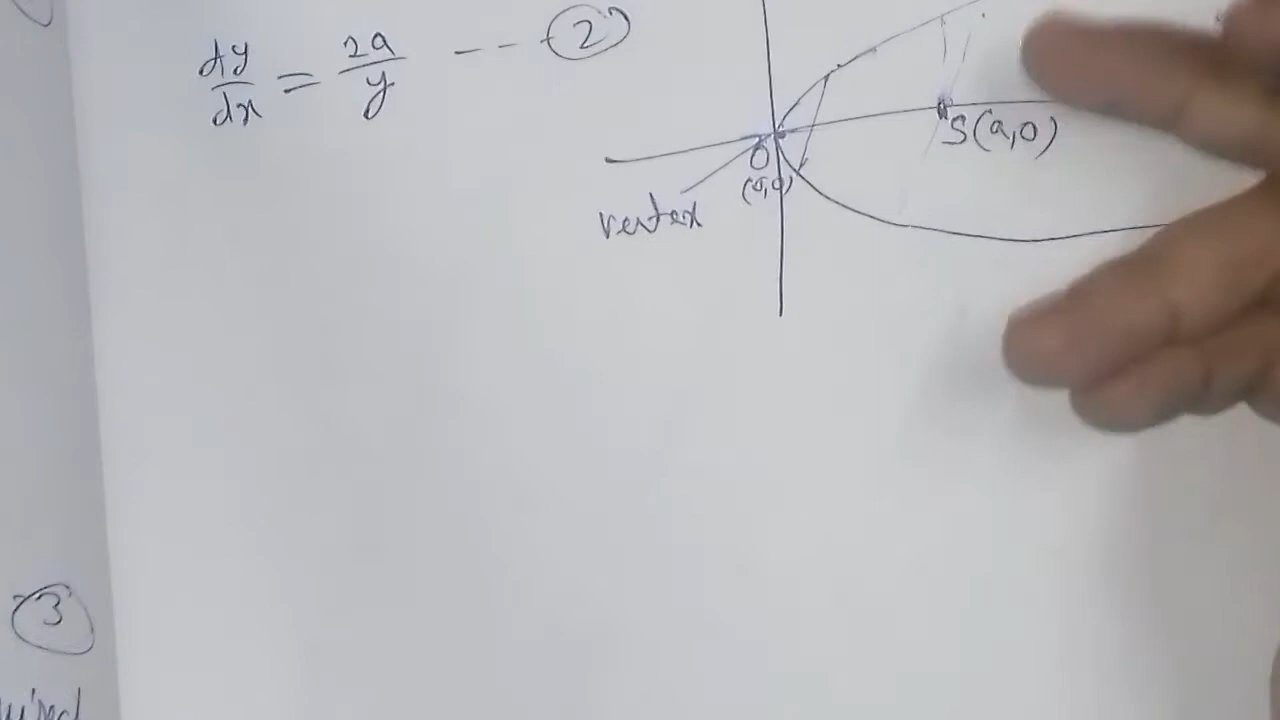 dy/dx = 2a/y --- 2
S(a,0)
O
(0,0)
vertex
3